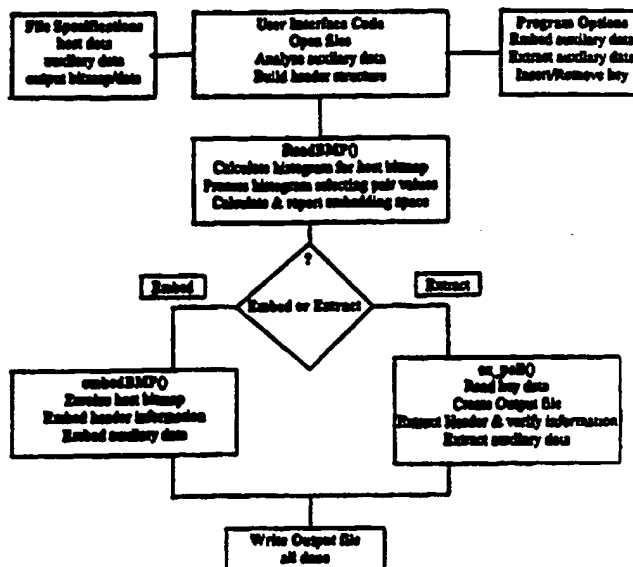 File Specifications
host data
auxiliary data
output bitmap/data
User Interface Code
Open files
Analyze auxiliary data
Build header structure
Program Options
Embed auxiliary data
Extract auxiliary data
Insert/Remove key
ReadBMP()
Calculate histogram for host bitmap
Process histogram selecting pair values
Calculate & report embedding space
?
Embed
Embed or Extract
Extract
embedBMP()
host bitmap
Embed header information
Embed auxiliary data
Read key data
Create Output file
Extract Header & verify information
Extract auxiliary data
Write Output file
all done